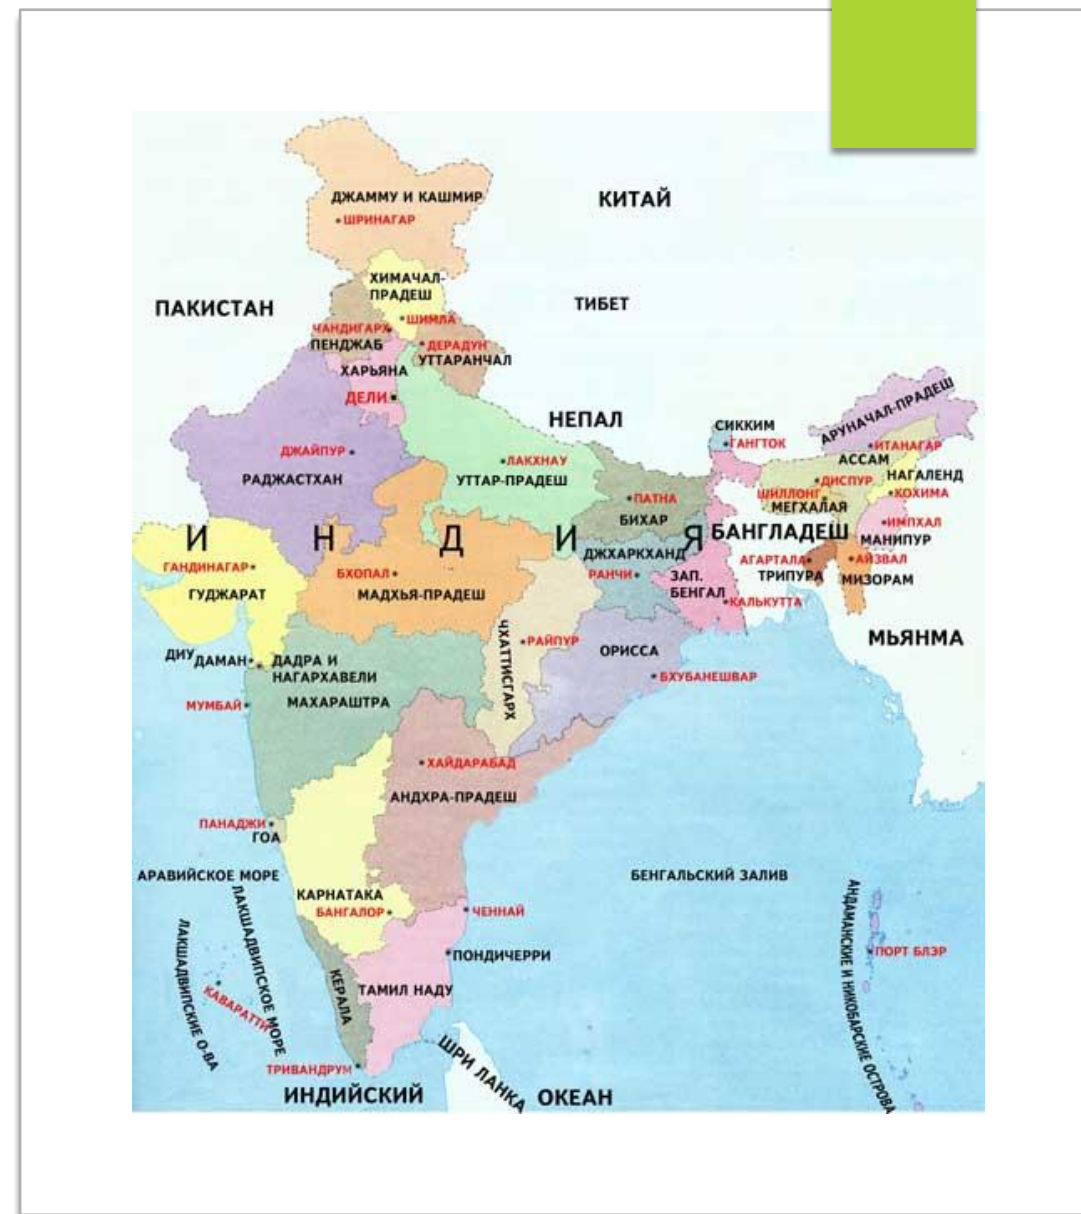 ДЖАММУ И КАШМИР
ШРИНАГАР
КИТАЙ
ХИМАЧАЛ-
ПРАДЕШ
ПАКИСТАН
ТИБЕТ
ШИМЛА
ЧАНДИГАРХ
ПЕНДЖАБ
ДЕРАДУН
УТТАРАНЧАЛ
ХАРЬЯНА
ДЕЛИ
НЕПАЛ
СИККИМ
ГАНГТОК
АРУНАЧАЛ-ПРАДЕШ
ИТАНАГАР
ДЖАЙПУР
РАДЖАСТХАН
ЛАКХНАУ
УТТАР-ПРАДЕШ
АССАМ
НАГАЛЕНД
ДИСПУР
ШИЛЛОНГ
КОХИМА
МЕГХАЛАЯ
ПАТНА
БИХАР
ИМПХАЛ
МАНИПУР
И Н Д И Я
БАНГЛАДЕШ
ДЖХАРКХАНД
РАНЧИ
ЗАП.
БЕНГАЛ
АГАРТАЛА
ТРИПУРА
АЙЗВАЛ
МИЗОРАМ
КАЛЬКУТТА
ГАНДИНАГАР
ГУДЖАРАТ
БХОПАЛ
МАДХЬЯ-ПРАДЕШ
МЬЯНМА
ЧХАТТИСГАРХ
РАЙПУР
ОРИССА
БХУБАНЕШВАР
ДИУ
ДАМАН
ДАДРА И
НАГАРХАВЕЛИ
МУМБАЙ
МАХАРАШТРА
ХАЙДАРАБАД
АНДХРА-ПРАДЕШ
ПАНАДЖИ
ГОА
АРАВИЙСКОЕ МОРЕ
БЕНГАЛЬСКИЙ ЗАЛИВ
КАРНАТАКА
БАНГАЛОР
ЧЕННАЙ
ПОНДИЧЕРРИ
ЛАКШАДВИПСКОЕ МОРЕ
ЛАКШАДВИПСКИЕ О-ВА
КАВАРАТТИ
КЕРАЛА
ТАМИЛ НАДУ
АНДАМАНСКИЕ И НИКОБАРСКИЕ ОСТРОВА
ПОРТ БЛЭР
ТРИВАНДРУМ
ШРИ ЛАНКА
ИНДИЙСКИЙ
ОКЕАН